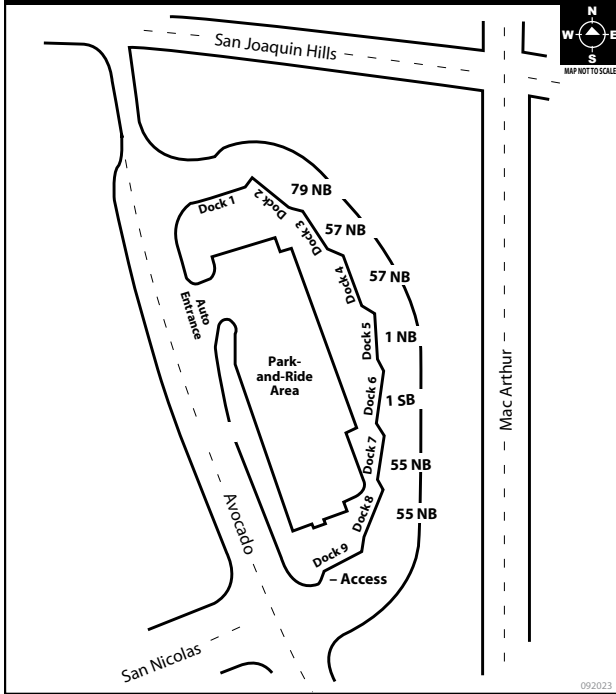 N
W E
S
MAP NOT TO SCALE
San Joaquin Hills
Dock 1
Dock 2
79 NB
Dock 3
57 NB
Dock 4
57 NB
Auto
Entrance
Dock 5
1 NB
Park-
and-Ride
Area
Dock 6
1 SB
Mac Arthur
Dock 7
55 NB
Dock 8
55 NB
Avocado
Dock 9
– Access
San Nicolas
092023